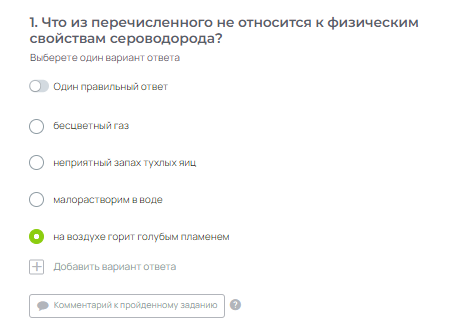 1. Что из перечисленного не относится к физическим
свойствам сероводорода?
Выберете один вариант ответа
Один правильный ответ
бесцветный газ
неприятный запах тухлых яиц
малорастворим в воде
на воздухе горит голубым пламенем
Добавить вариант ответа
Комментарий к пройденному заданию ?